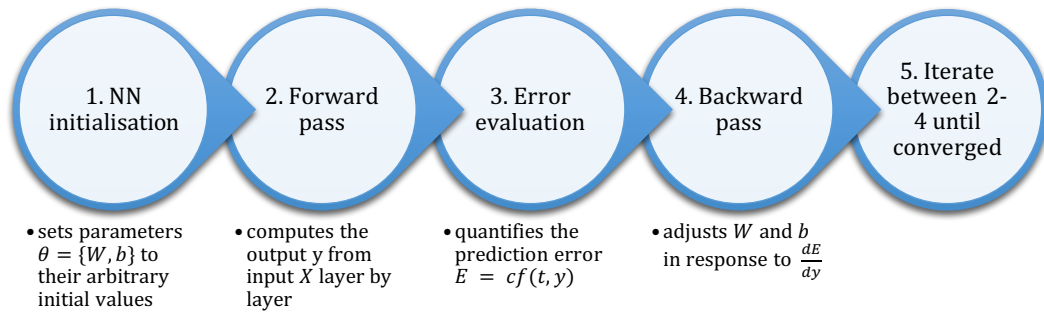 1. NN
initialisation
2. Forward
pass
3. Error
evaluation
4. Backward
pass
5. Iterate
between 2-
4 until
converged
• sets parameters
θ = {W, b} to
their arbitrary
initial values
• computes the
output y from
input X layer by
layer
• quantifies the
prediction error
E = cf(t, y)
• adjusts W and b
in response to dE/dy